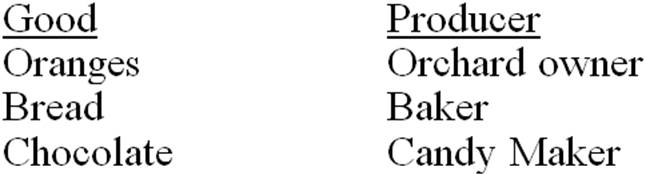 Good Producer
Oranges Orchard owner
Bread Baker
Chocolate Candy Maker